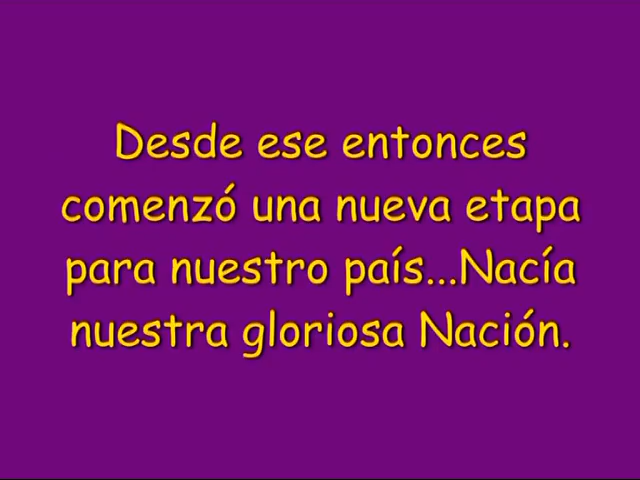 Desde ese entonces
comenzó una nueva etapa
para nuestro país...Nacía
nuestra gloriosa Nación.